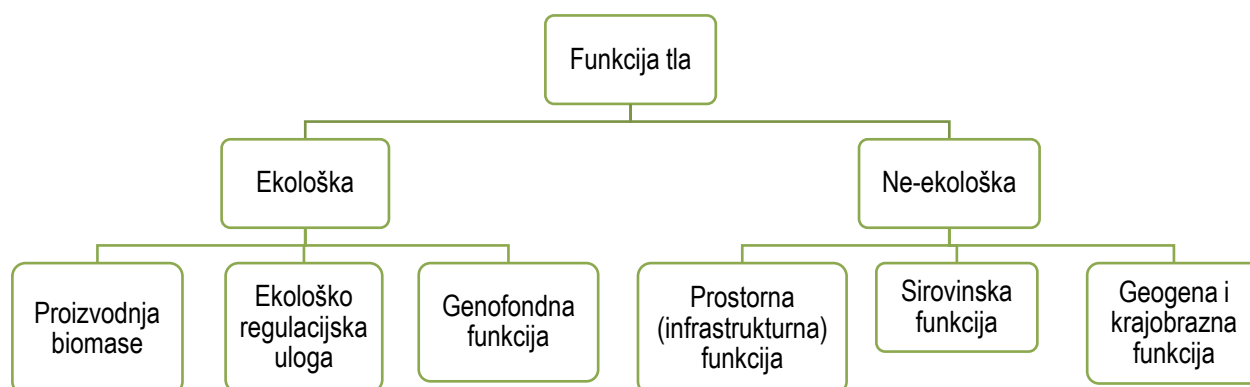 Funkcija tla
Ekološka
Ne-ekološka
Proizvodnja
biomase
Ekološko
regulacijska
uloga
Genofondna
funkcija
Prostorna
(infrastrukturna)
funkcija
Sirovinska
funkcija
Geogena i
krajobrazna
funkcija